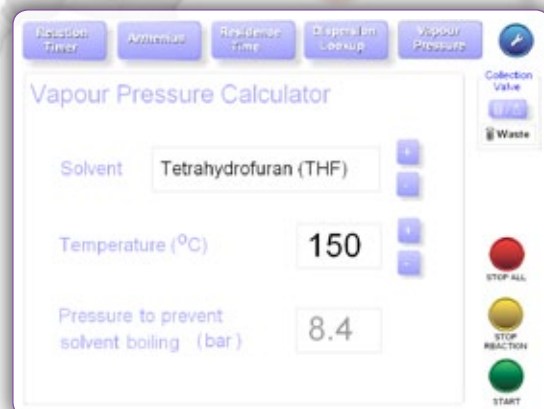 Reaction
Timer
Arrhenius
Residence
Time
Dispersion
Lookup
Vapour
Pressure
Collection
Valve
Waste
Vapour Pressure Calculator
Solvent
Tetrahydrofuran (THF)
+
-
Temperature (°C)
150
+
-
Pressure to prevent
solvent boiling (bar)
8.4
STOP ALL
STOP
REACTION
START